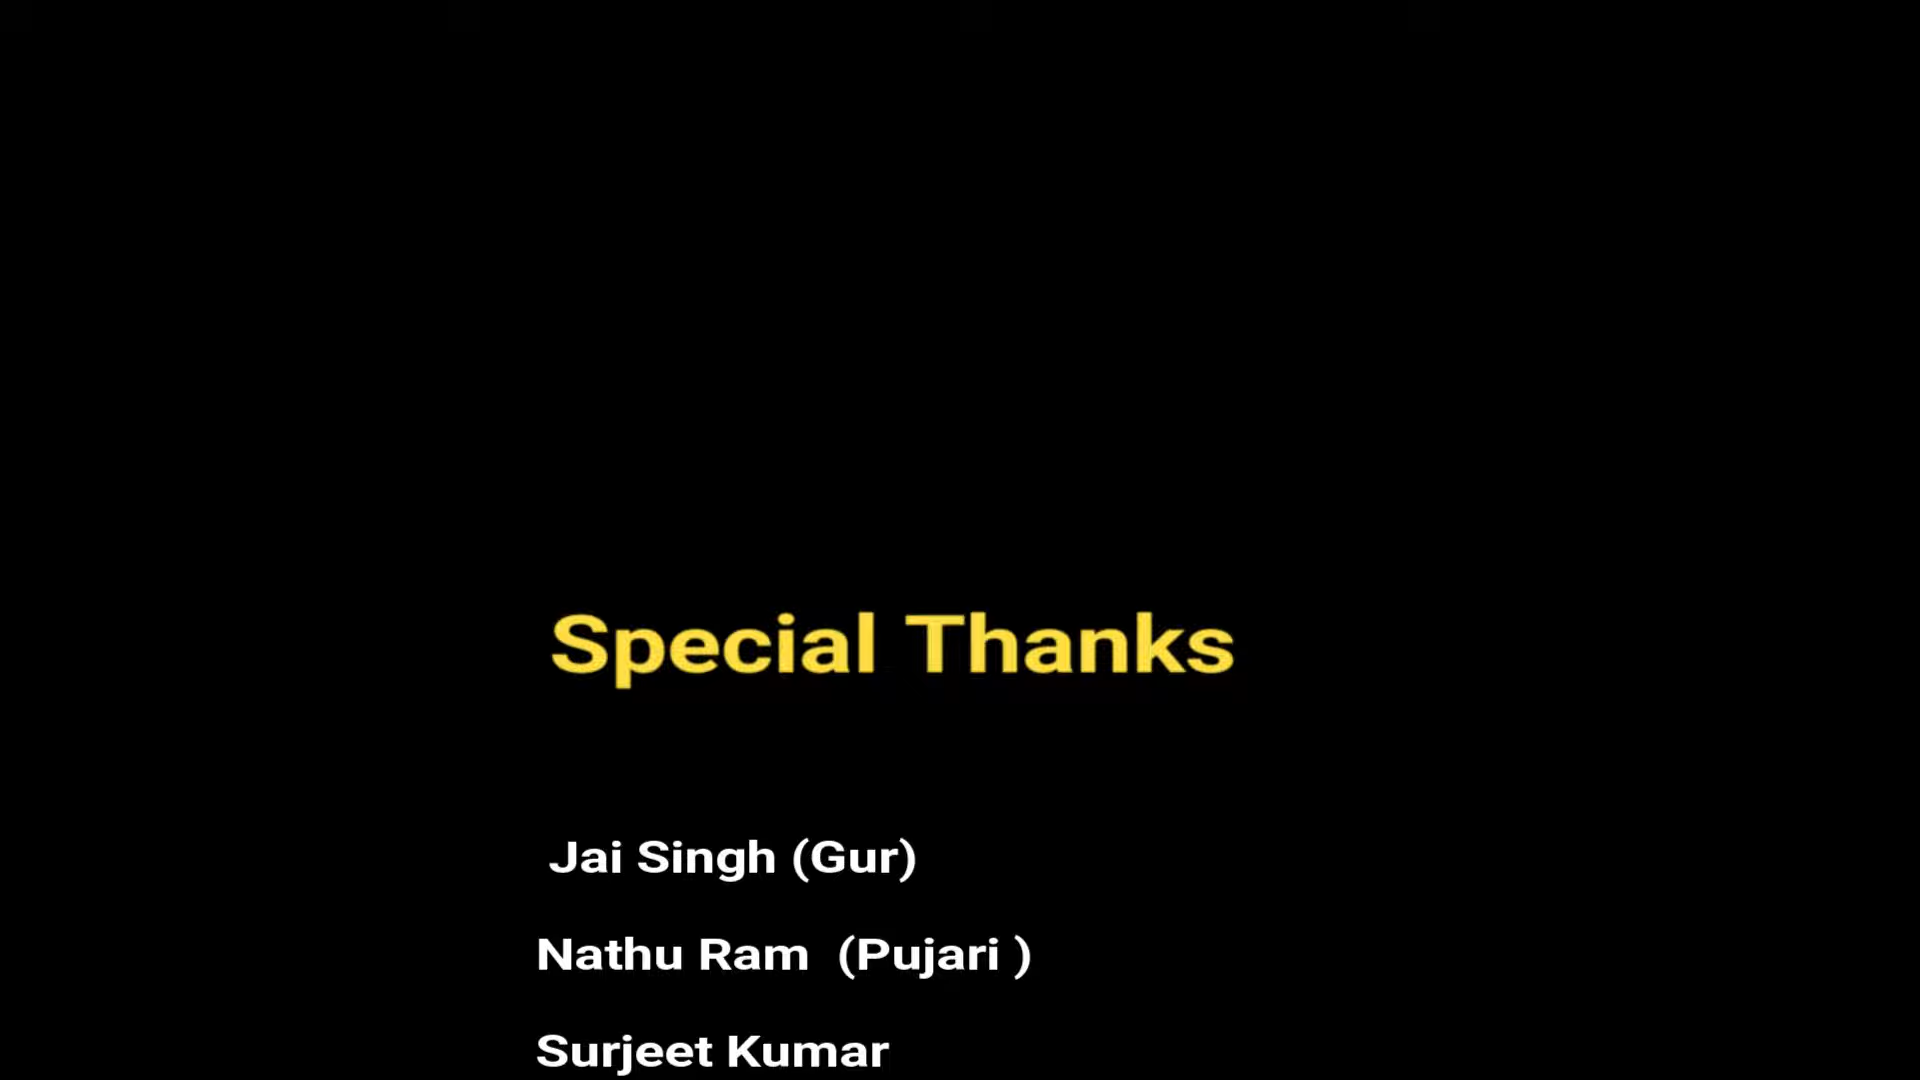 Special Thanks
Jai Singh (Gur)
Nathu Ram  (Pujari )
Surjeet Kumar